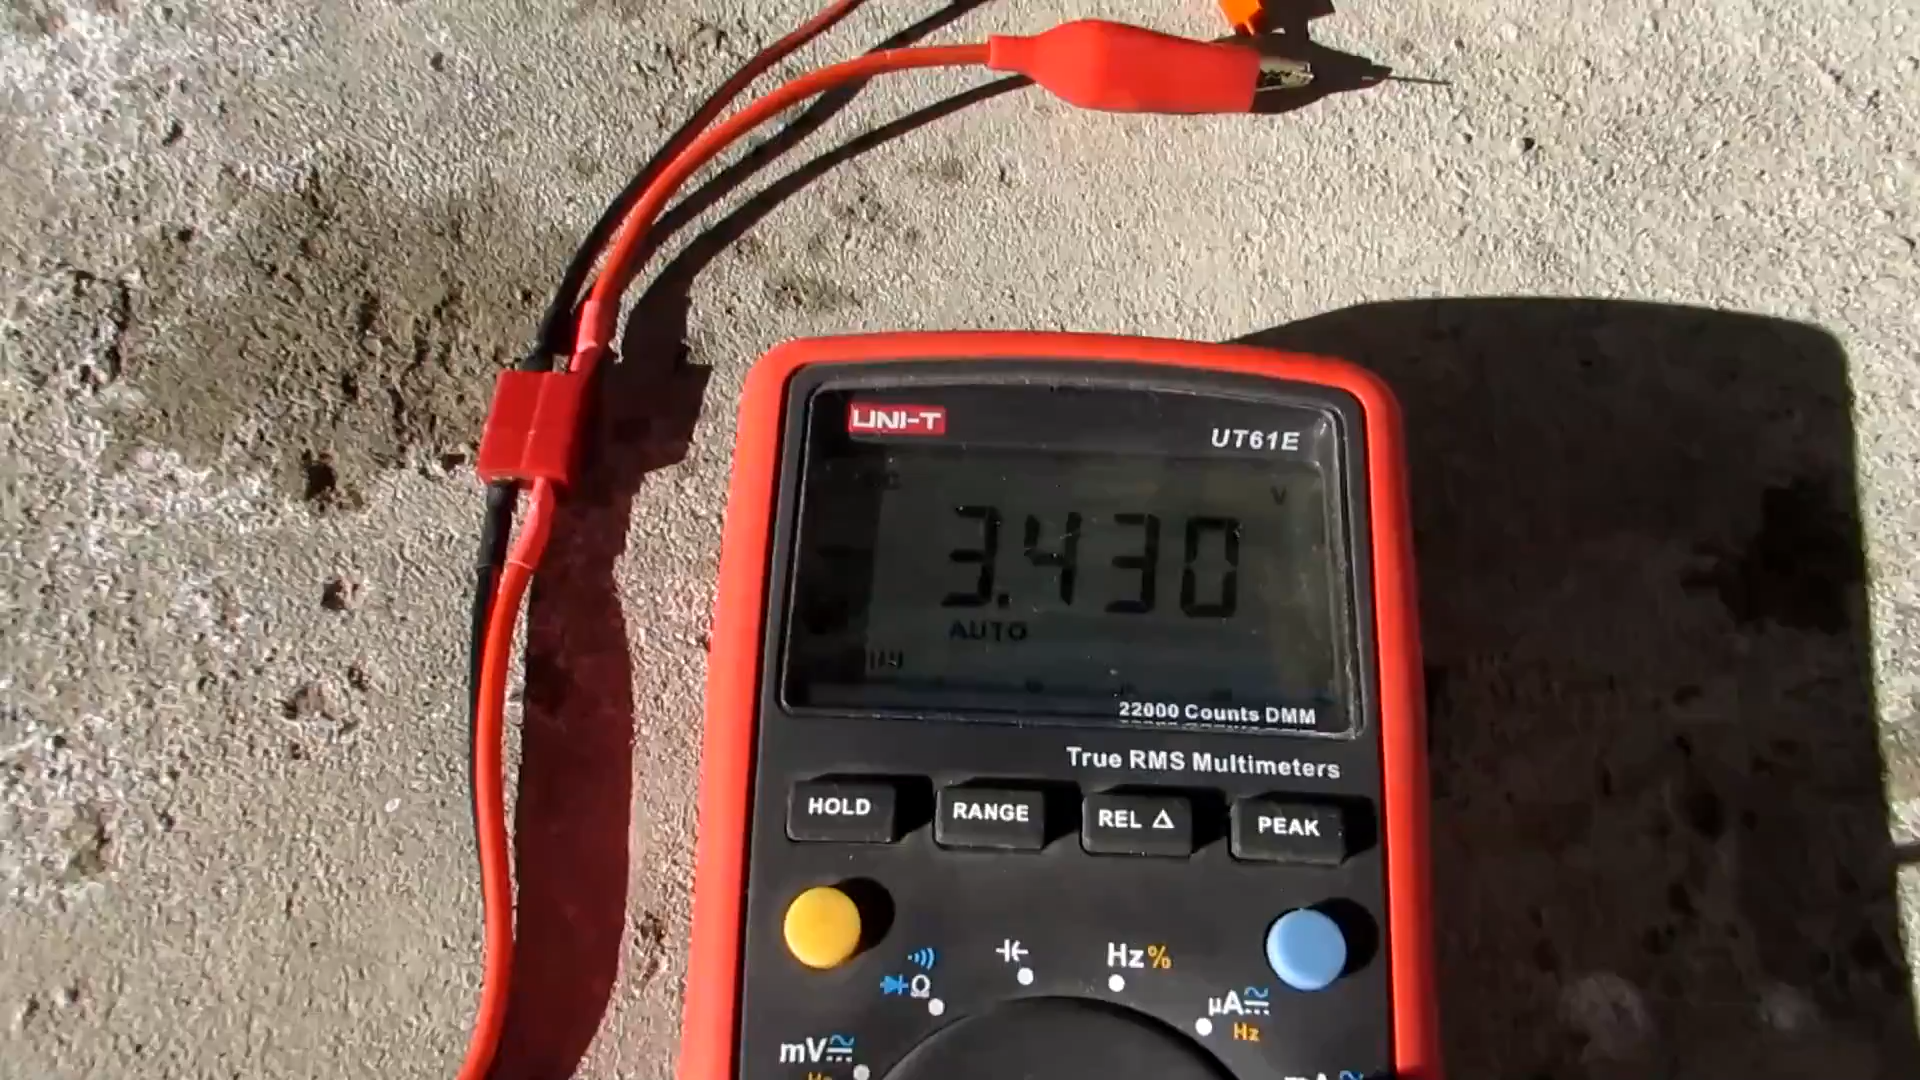 UNI-T
UT61E
V
3.430
AUTO
22000 Counts DMM
True RMS Multimeters
HOLD
RANGE
REL Δ
PEAK
Hz%
Ω
µA
Hz
mV